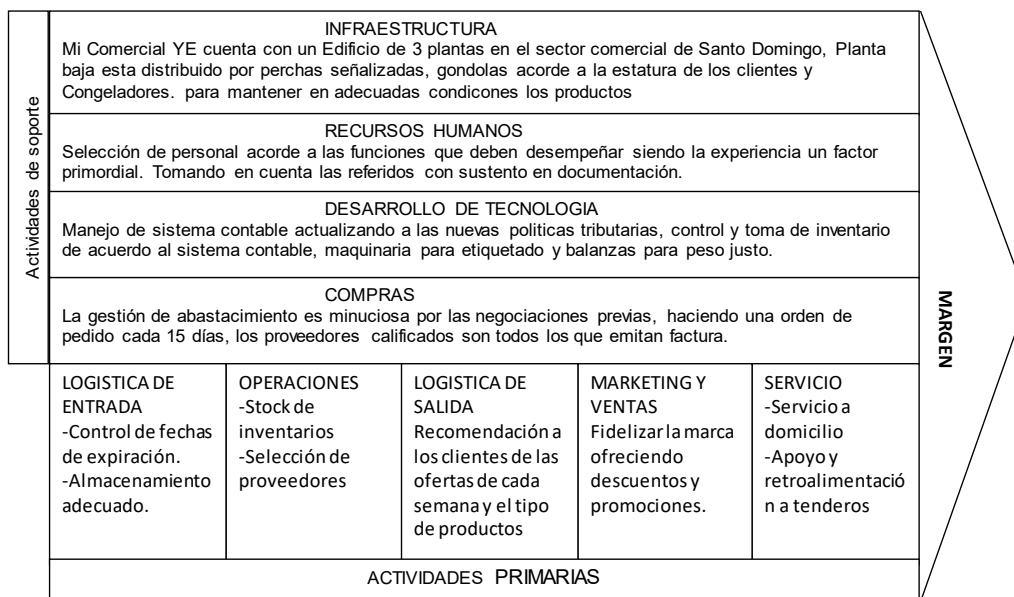 Actividades de soporte
INFRAESTRUCTURA
Mi Comercial YE cuenta con un Edificio de 3 plantas en el sector comercial de Santo Domingo, Planta
baja esta distribuido por perchas señalizadas, gondolas acorde a la estatura de los clientes y
Congeladores. para mantener en adecuadas condicones los productos
RECURSOS HUMANOS
Selección de personal acorde a las funciones que deben desempeñar siendo la experiencia un factor
primordial. Tomando en cuenta las referidos con sustento en documentación.
DESARROLLO DE TECNOLOGIA
Manejo de sistema contable actualizando a las nuevas politicas tributarias, control y toma de inventario
de acuerdo al sistema contable, maquinaria para etiquetado y balanzas para peso justo.
COMPRAS
La gestión de abastacimiento es minuciosa por las negociaciones previas, haciendo una orden de
pedido cada 15 días, los proveedores calificados son todos los que emitan factura.
MARGEN
LOGISTICA DE
ENTRADA
-Control de fechas
de expiración.
-Almacenamiento
adecuado.
OPERACIONES
-Stock de
inventarios
-Selección de
proveedores
LOGISTICA DE
SALIDA
Recomendación a
los clientes de las
ofertas de cada
semana y el tipo
de productos
MARKETING Y
VENTAS
Fidelizar la marca
ofreciendo
descuentos y
promociones.
SERVICIO
-Servicio a
domicilio
-Apoyo y
retroalimentació
n a tenderos
ACTIVIDADES PRIMARIAS